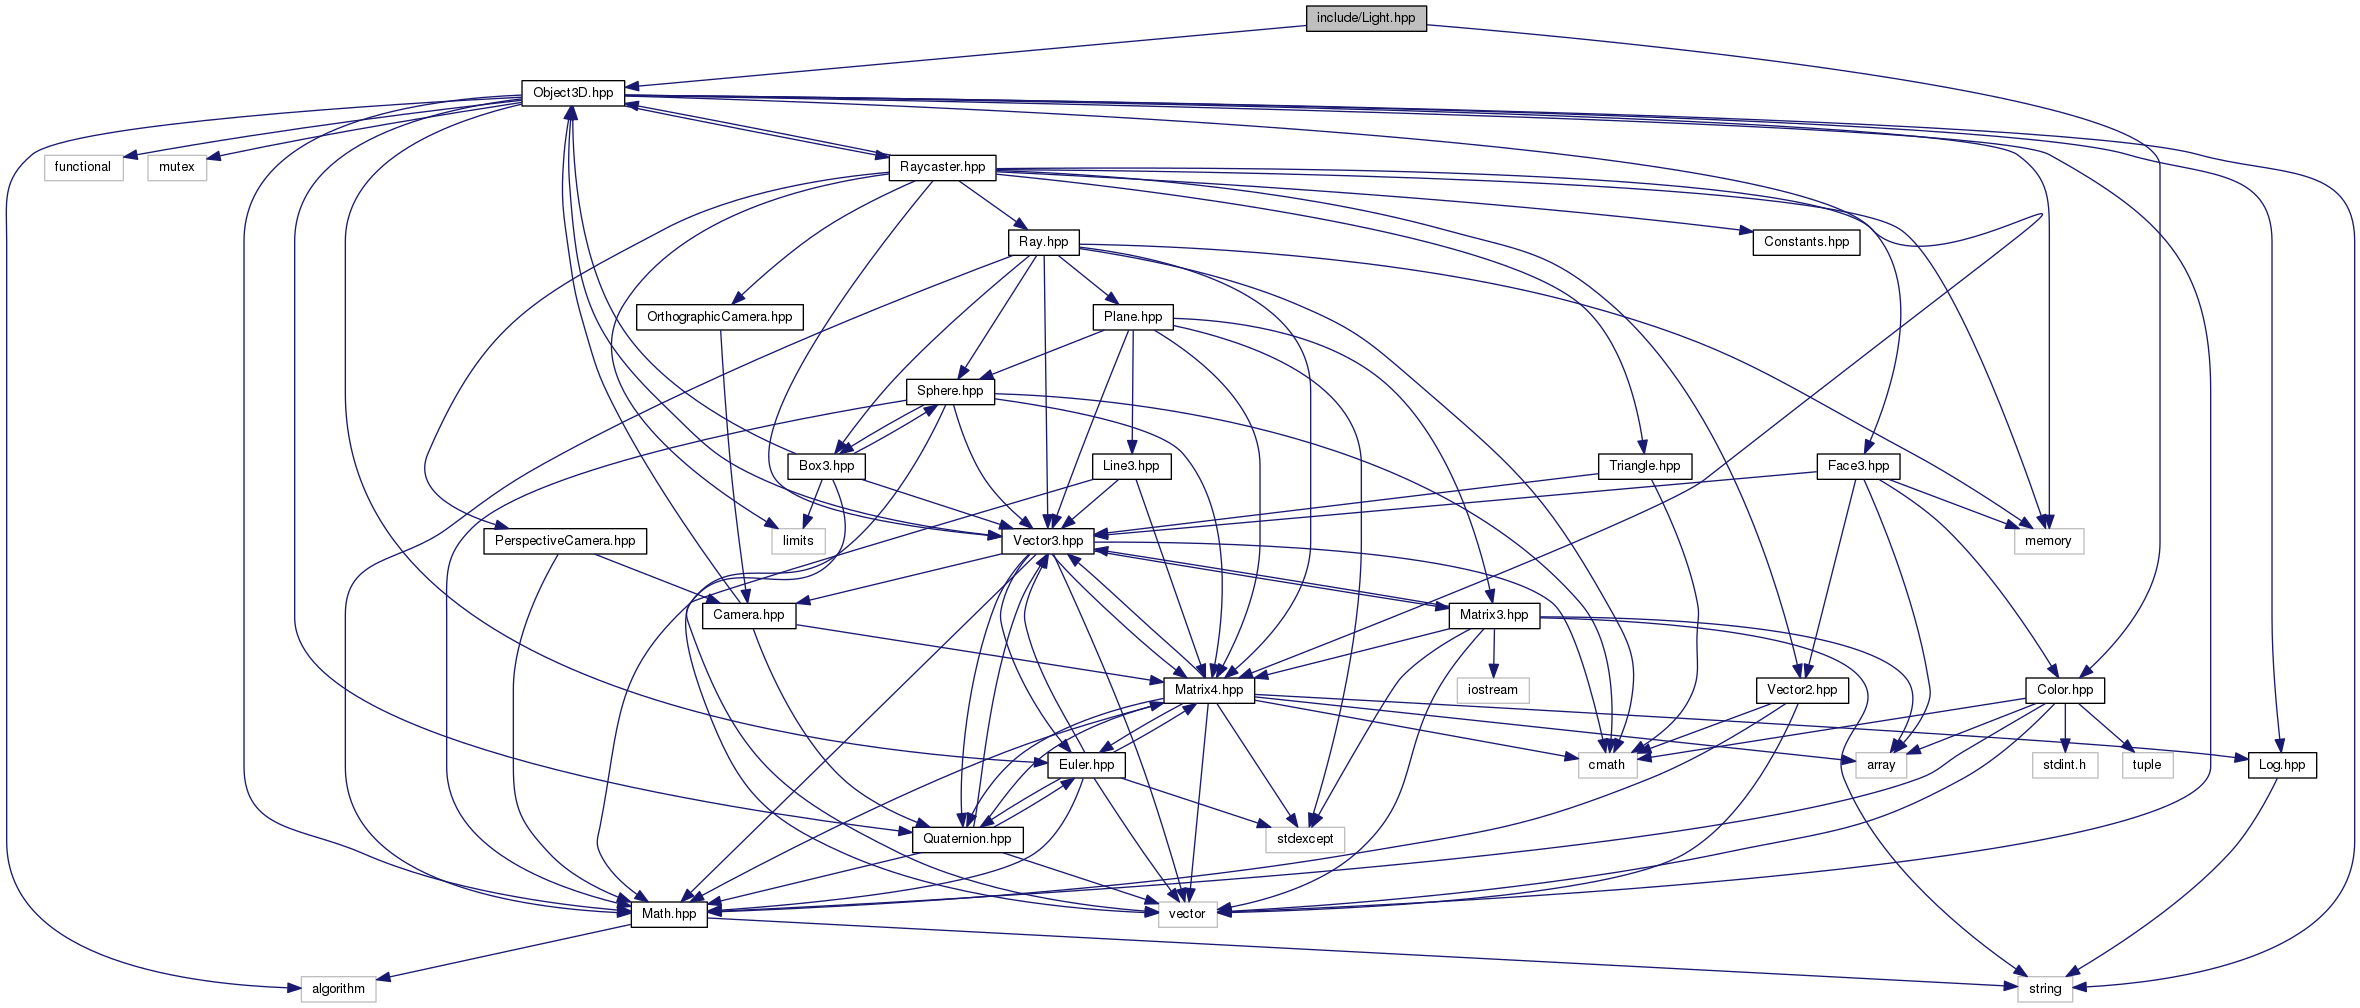 include/Light.hpp
Object3D.hpp
functional
mutex
Raycaster.hpp
Ray.hpp
Constants.hpp
OrthographicCamera.hpp
Plane.hpp
Sphere.hpp
Box3.hpp
Line3.hpp
Triangle.hpp
Face3.hpp
PerspectiveCamera.hpp
limits
Vector3.hpp
memory
Camera.hpp
Matrix3.hpp
Matrix4.hpp
iostream
Vector2.hpp
Color.hpp
Euler.hpp
cmath
array
stdint.h
tuple
Log.hpp
Quaternion.hpp
stdexcept
Math.hpp
vector
algorithm
string